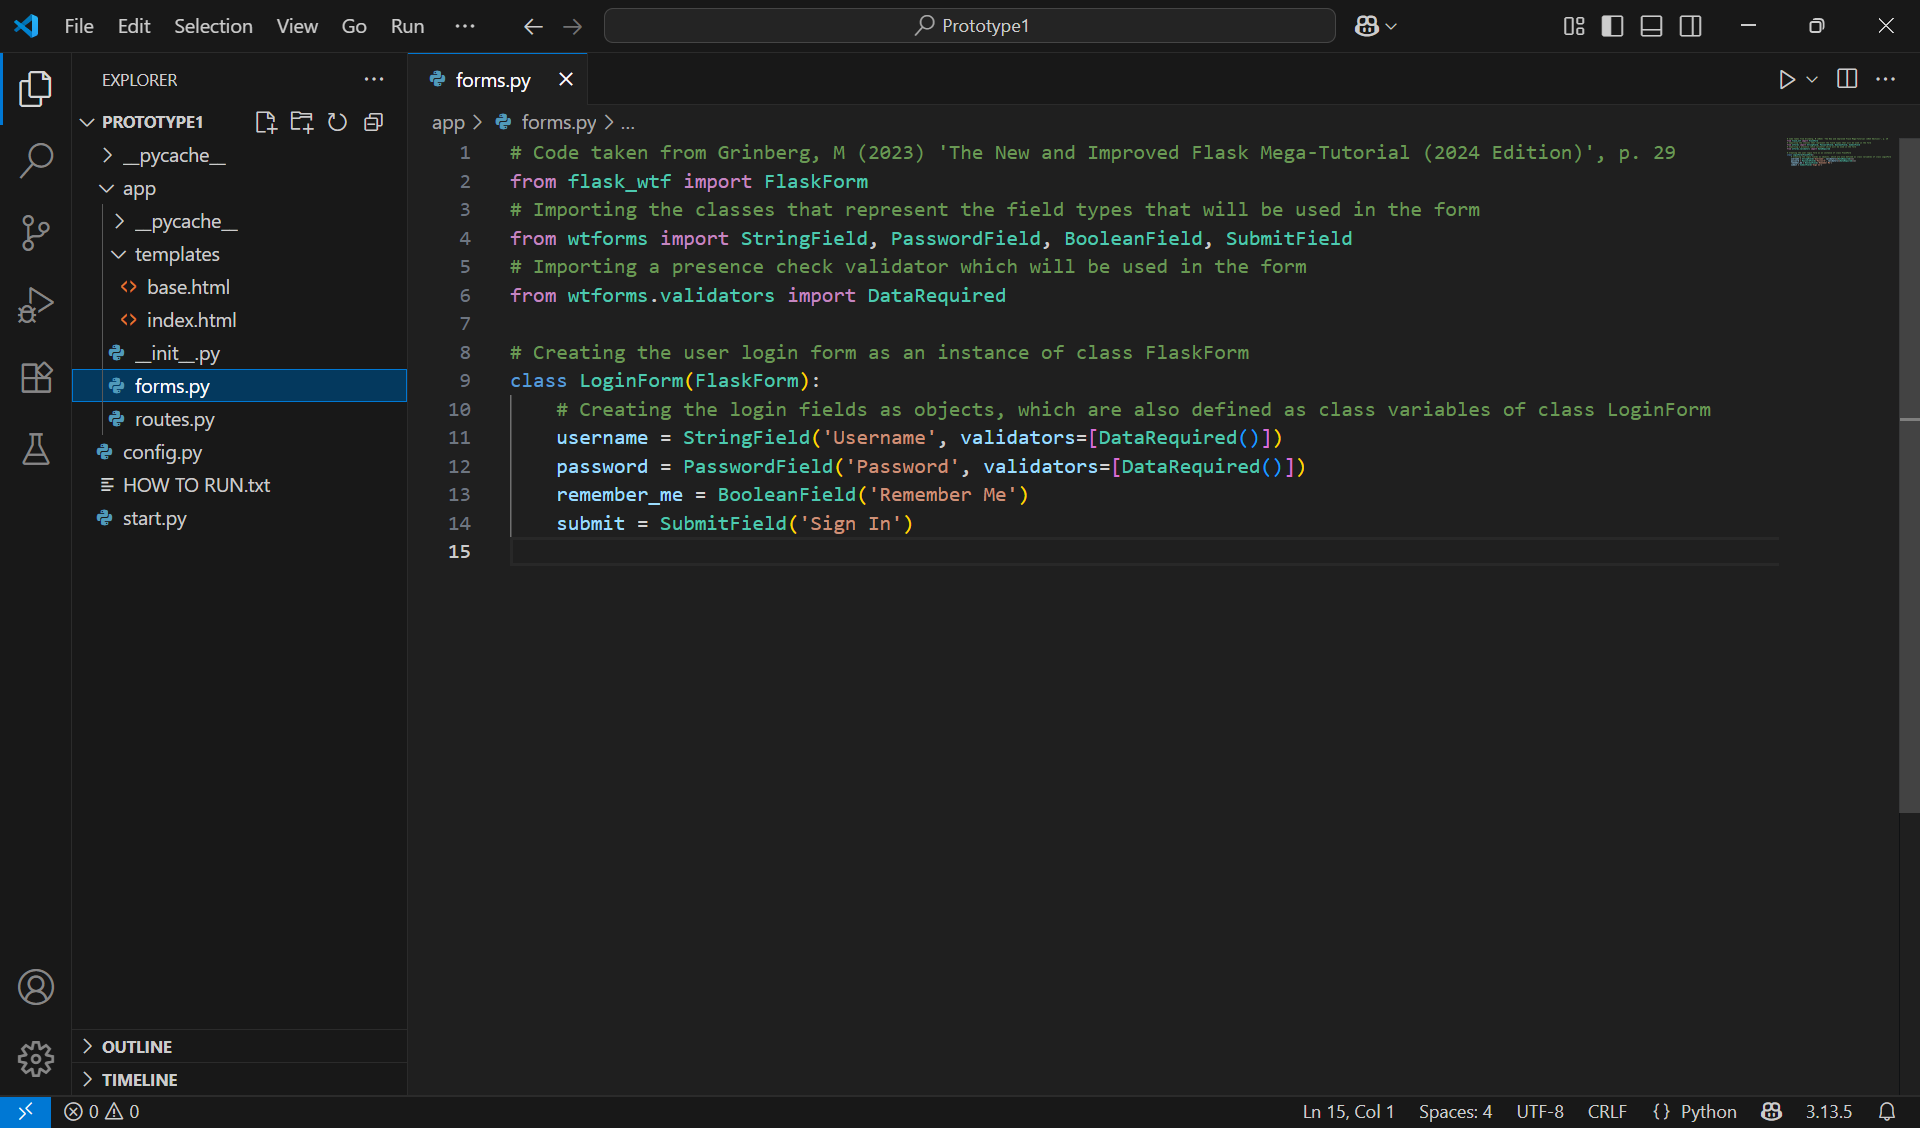 File Edit Selection View Go Run ··· Prototype1
EXPLORER ···
PROTOTYPE1
__pycache__
app
__pycache__
templates
base.html
index.html
__init__.py
forms.py
routes.py
config.py
HOW TO RUN.txt
start.py
OUTLINE
TIMELINE
forms.py
app > forms.py > ...
1 # Code taken from Grinberg, M (2023) 'The New and Improved Flask Mega-Tutorial (2024 Edition)', p. 29
2 from flask_wtf import FlaskForm
3 # Importing the classes that represent the field types that will be used in the form
4 from wtforms import StringField, PasswordField, BooleanField, SubmitField
5 # Importing a presence check validator which will be used in the form
6 from wtforms.validators import DataRequired
7
8 # Creating the user login form as an instance of class FlaskForm
9 class LoginForm(FlaskForm):
10     # Creating the login fields as objects, which are also defined as class variables of class LoginForm
11     username = StringField('Username', validators=[DataRequired()])
12     password = PasswordField('Password', validators=[DataRequired()])
13     remember_me = BooleanField('Remember Me')
14     submit = SubmitField('Sign In')
15
0 0 Ln 15, Col 1 Spaces: 4 UTF-8 CRLF {} Python 3.13.5